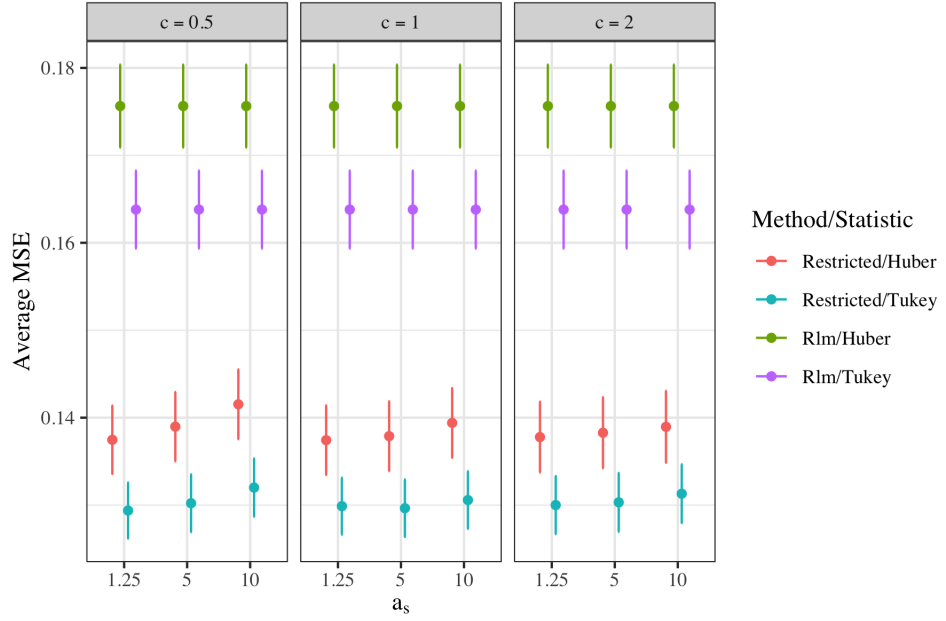 c = 0.5
c = 1
c = 2
Average MSE
0.18
0.16
0.14
1.25
5
10
1.25
5
10
1.25
5
10
aₛ
Method/Statistic
Restricted/Huber
Restricted/Tukey
Rlm/Huber
Rlm/Tukey